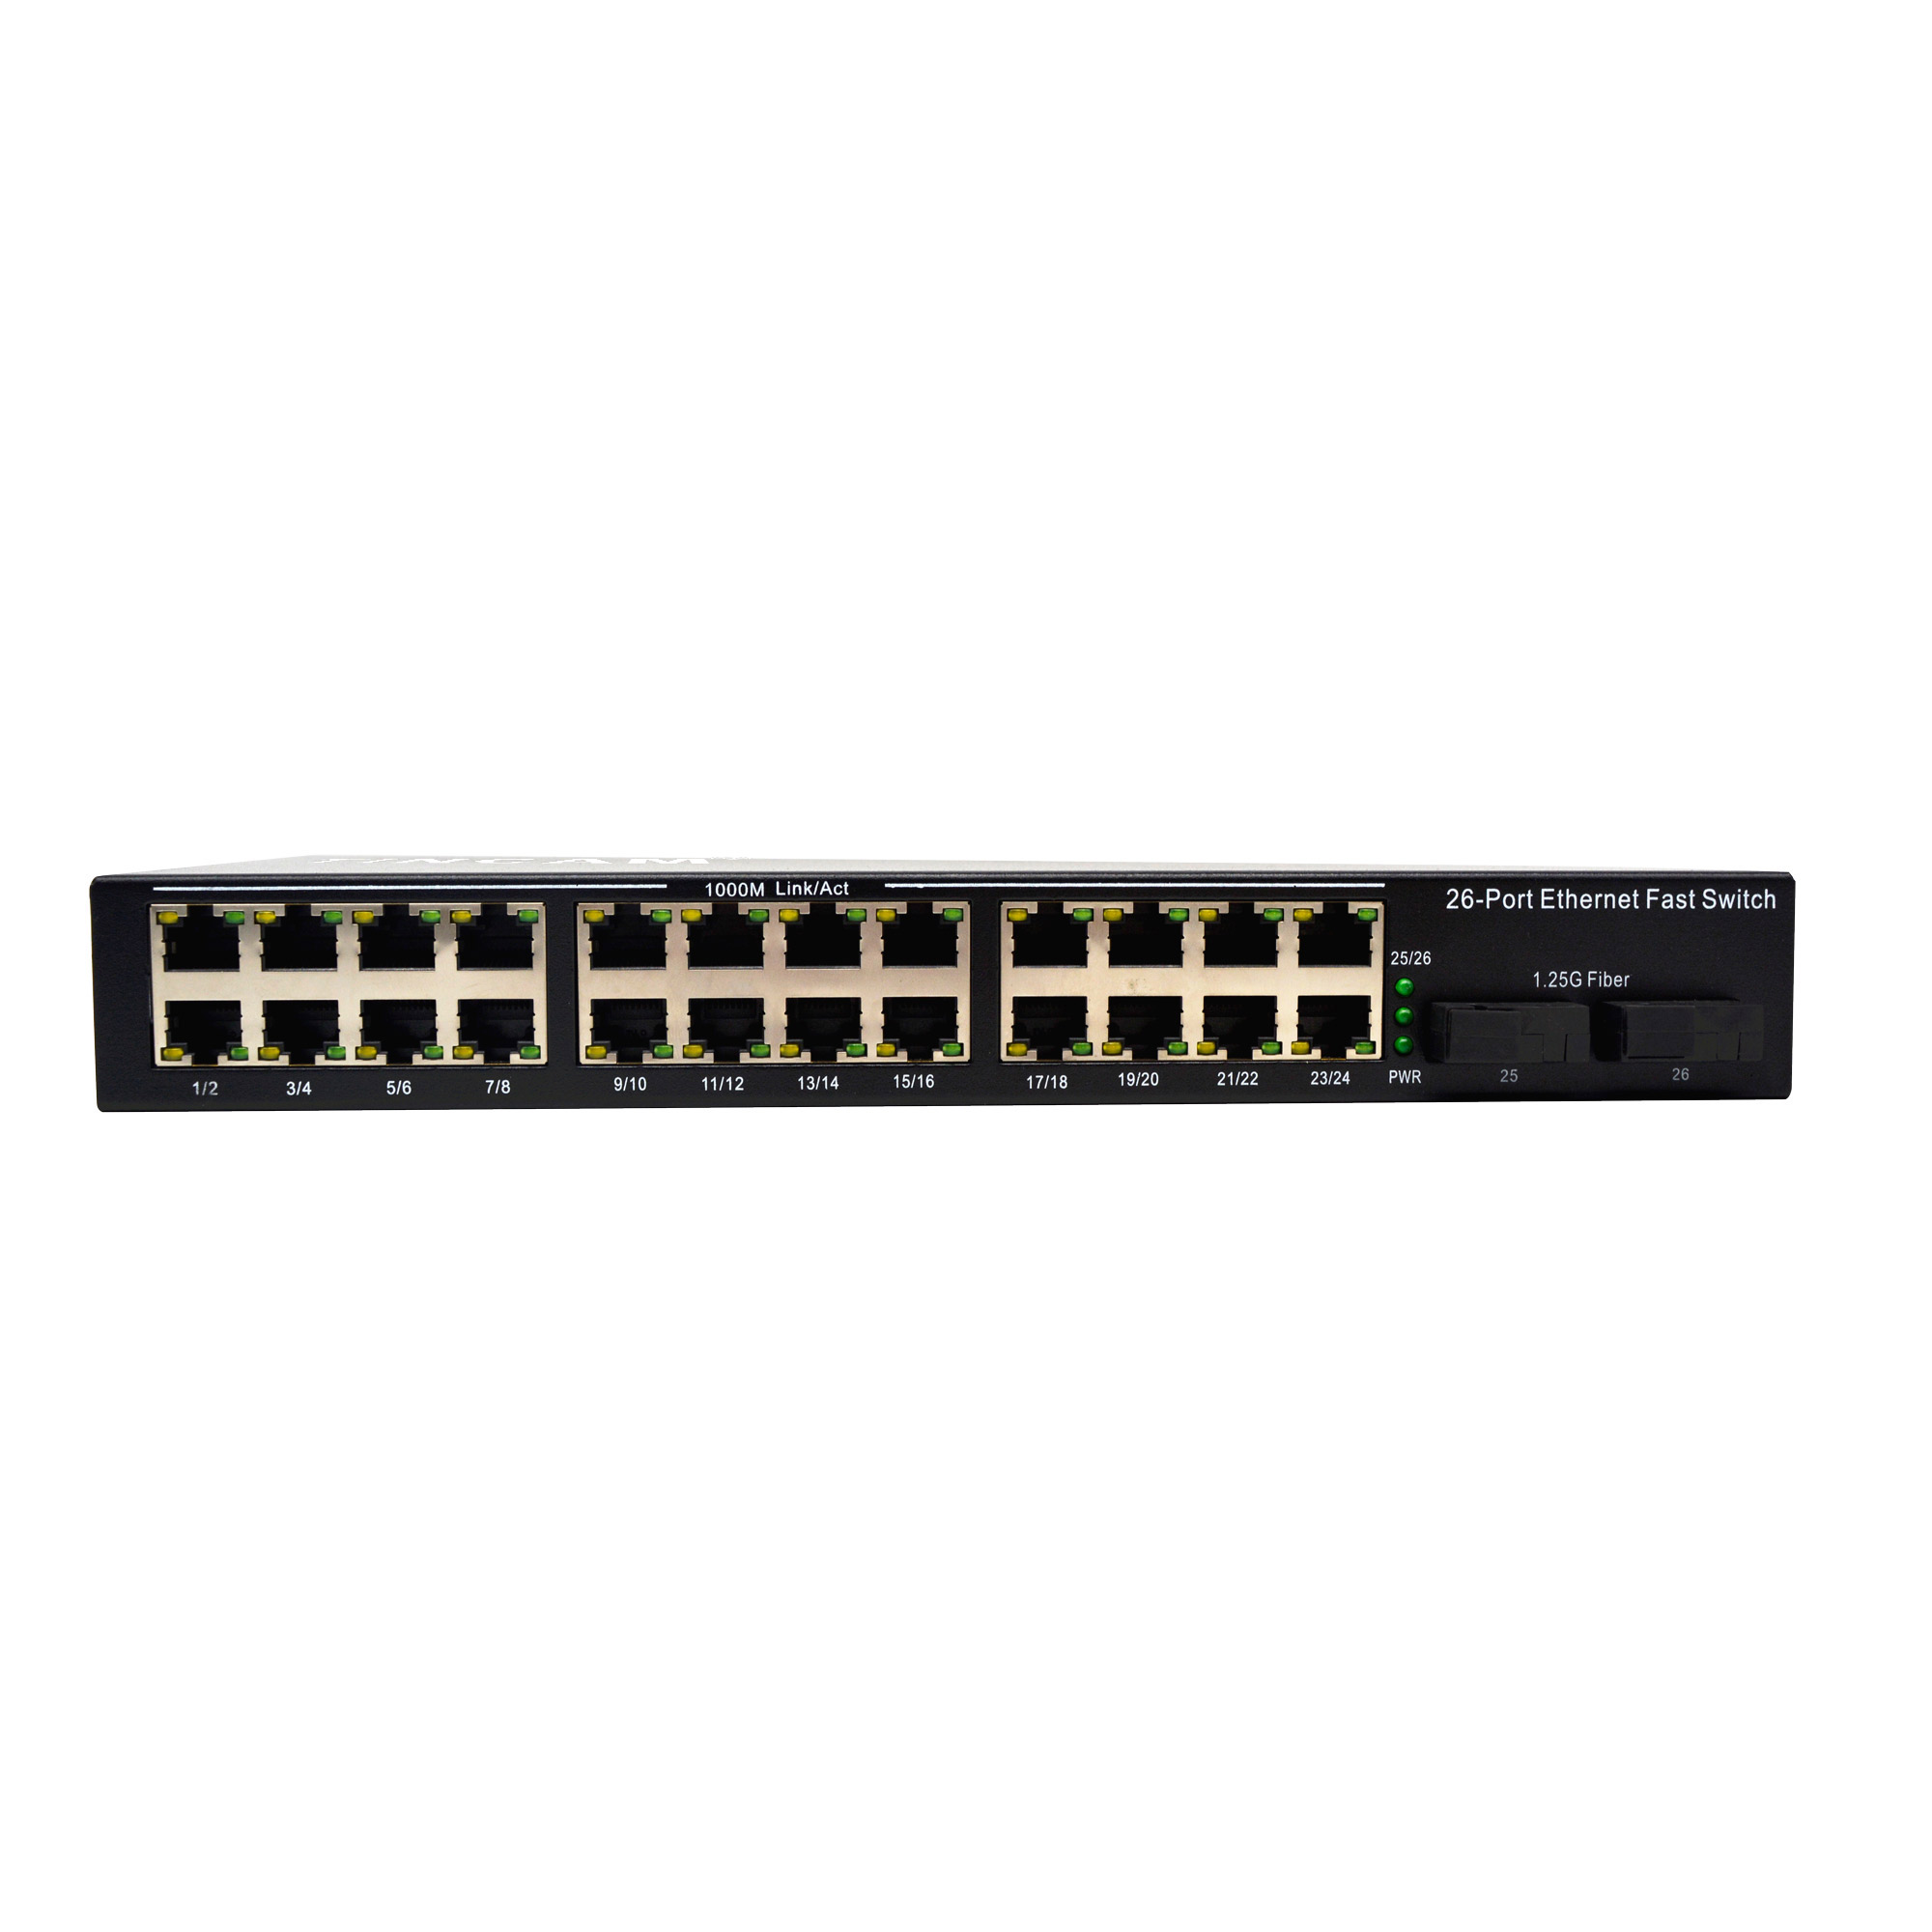 1000M Link/Act
26-Port Ethernet Fast Switch
25/26
1.25G Fiber
1/2 3/4 5/6 7/8 9/10 11/12 13/14 15/16 17/18 19/20 21/22 23/24 PWR 25 26